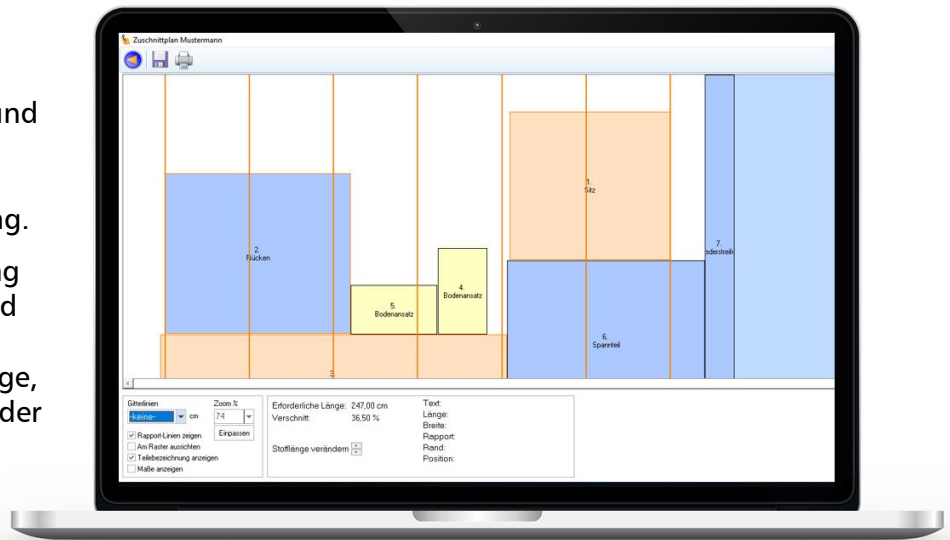 und
ng.
ng
d
ge,
der
Zuschnittplan Mustermann
1.
Sitz
2.
Rücken
7.
ederstreife
4.
Bodenansatz
5.
Bodenansatz
6.
Spannteil
3.
Gitterlinien
-keine- cm
Zoom %
74
Einpassen
Rapport-Linien zeigen
Am Raster ausrichten
Teilebezeichnung anzeigen
Maße anzeigen
Erforderliche Länge: 247,00 cm
Verschnitt: 36,50 %
Stofflänge verändern
Text:
Länge:
Breite:
Rapport:
Rand:
Position: